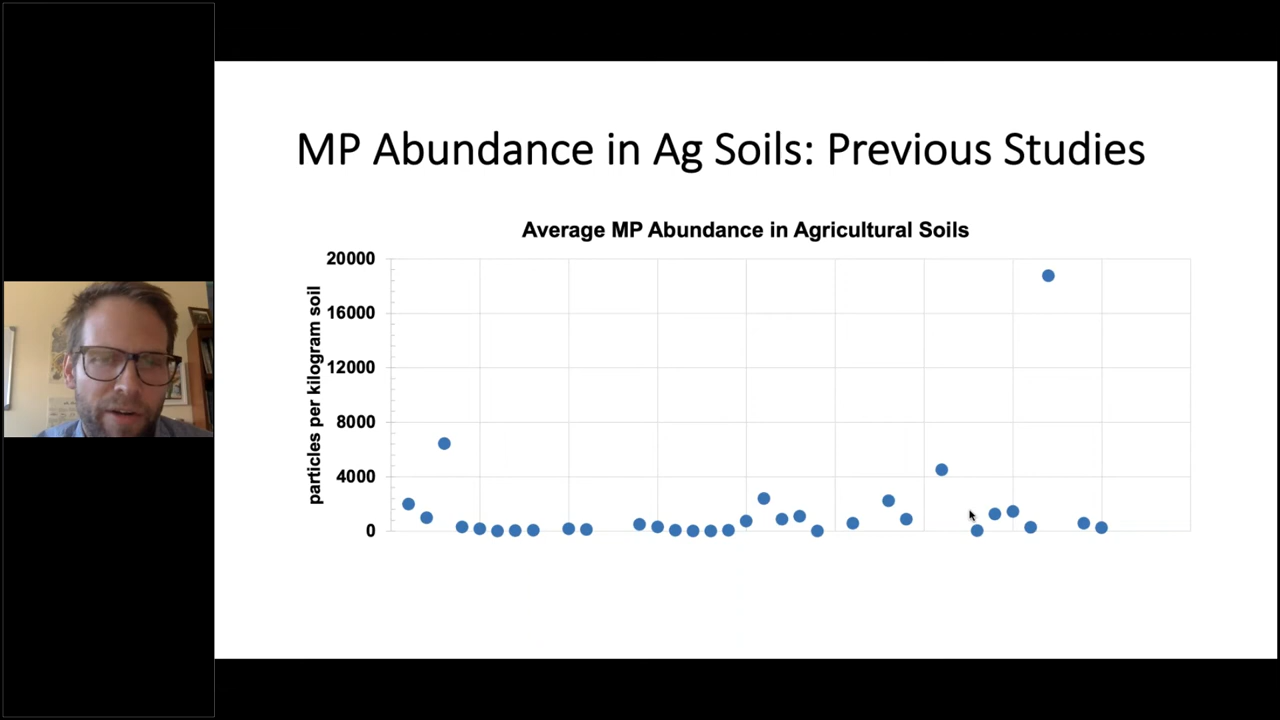 MP Abundance in Ag Soils: Previous Studies
Average MP Abundance in Agricultural Soils
particles per kilogram soil
20000
16000
12000
8000
4000
0